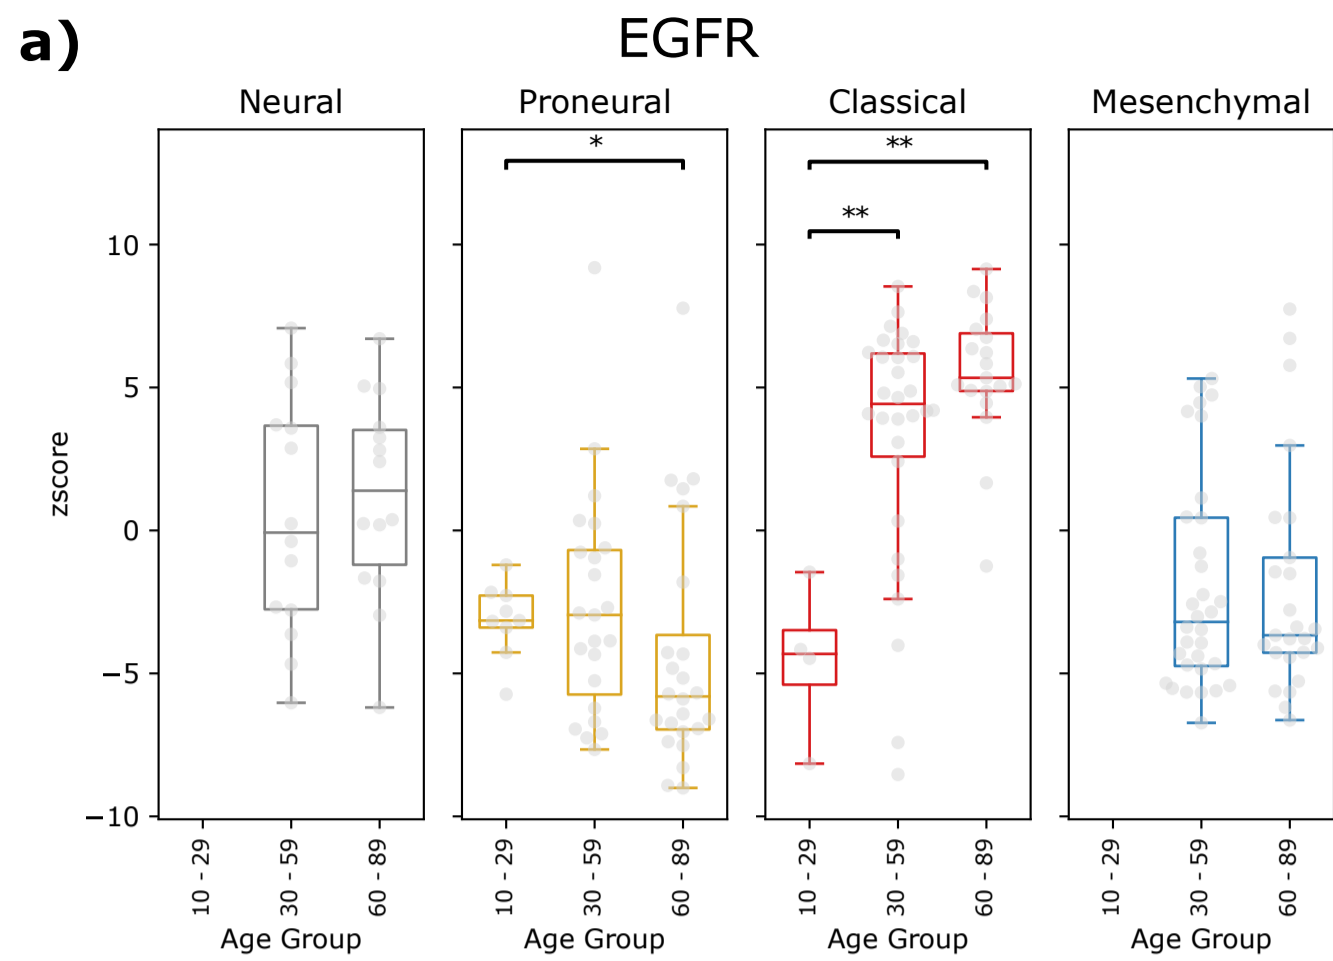 a)
EGFR
Neural
Proneural
Classical
Mesenchymal
*
**
**
10
5
0
−5
−10
zscore
10 - 29
30 - 59
60 - 89
10 - 29
30 - 59
60 - 89
10 - 29
30 - 59
60 - 89
10 - 29
30 - 59
60 - 89
Age Group
Age Group
Age Group
Age Group